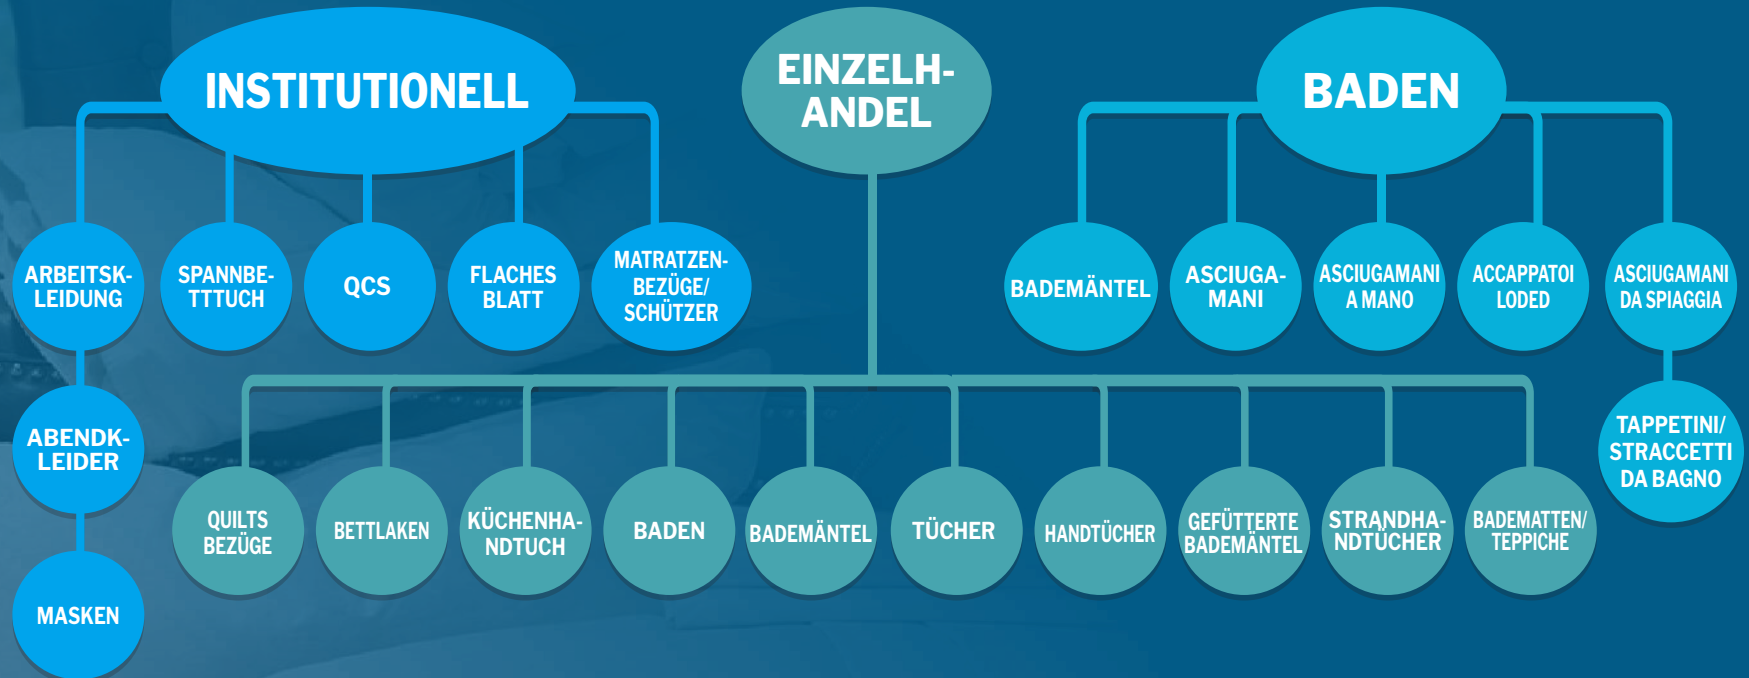 INSTITUTIONELL
EINZELH-
ANDEL
BADEN
ARBEITSK-
LEIDUNG
SPANNBE-
TTTUCH
QCS
FLACHES
BLATT
MATRATZEN-
BEZÜGE/
SCHÜTZER
BADEMÄNTEL
ASCIUGA-
MANI
ASCIUGAMANI
A MANO
ACCAPPATOI
LODED
ASCIUGAMANI
DA SPIAGGIA
ABENDK-
LEIDER
TAPPETINI/
STRACCETTI
DA BAGNO
MASKEN
QUILTS
BEZÜGE
BETTLAKEN
KÜCHENHA-
NDTUCH
BADEN
BADEMÄNTEL
TÜCHER
HANDTÜCHER
GEFÜTTERTE
BADEMÄNTEL
STRANDHA-
NDTÜCHER
BADEMATTEN/
TEPPICHE